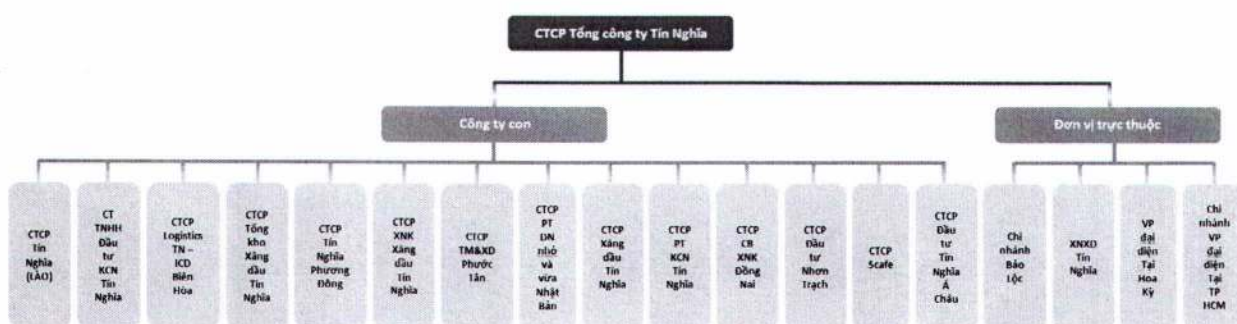 CTCP Tổng công ty Tín Nghĩa
Công ty con
Đơn vị trực thuộc
CTCP
Tín
Nghĩa
(LÀO)
CT
TNHH
Đầu
tư
KCN
Tín
Nghĩa
CTCP
Logistics
TN –
ICD
Biên
Hòa
CTCP
Tổng
kho
Xăng
dầu
Tín
Nghĩa
CTCP
Tín
Nghĩa
Phương
Đông
CTCP
XNK
Xăng
dầu
Tín
Nghĩa
CTCP
TM&XD
Phước
Tân
CTCP
PT
DN
nhỏ
và
vừa
Nhật
Bản
CTCP
Xăng
dầu
Tín
Nghĩa
CTCP
PT
KCN
Tín
Nghĩa
CTCP
CB
XNK
Đồng
Nai
CTCP
Đầu
tư
Nhơn
Trạch
CTCP
Scafe
CTCP
Đầu
tư
Tín
Nghĩa
Á
Châu
Chi
nhánh
Bảo
Lộc
XNXD
Tín
Nghĩa
VP
đại
diện
Tại
Hoa
Kỳ
Chi
nhánh
VP
đại
diện
Tại
TP
HCM